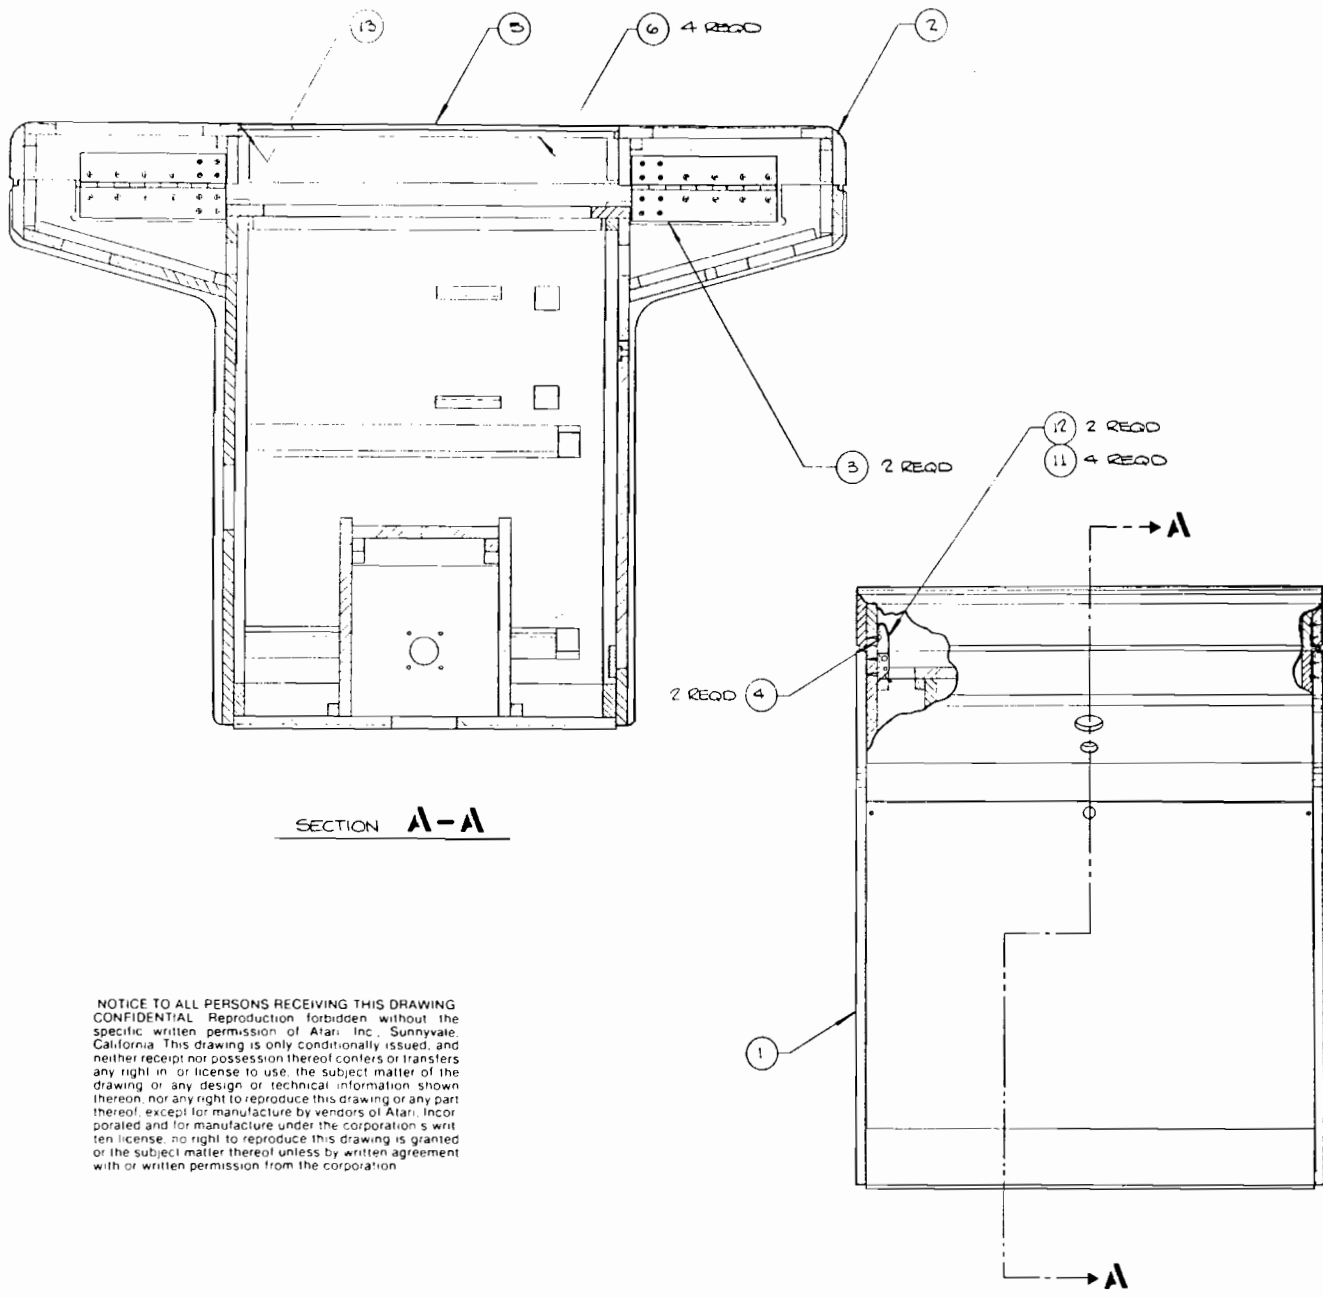 13
5
6 4 REQD
2
12 2 REQD
11 4 REQD
3 2 REQD
A
2 REQD 4
SECTION A-A
1
NOTICE TO ALL PERSONS RECEIVING THIS DRAWING
CONFIDENTIAL Reproduction forbidden without the
specific written permission of Atari Inc., Sunnyvale,
California This drawing is only conditionally issued, and
neither receipt nor possession thereof confers or transfers
any right in or license to use, the subject matter of the
drawing or any design or technical information shown
thereon, nor any right to reproduce this drawing or any part
thereof, except for manufacture by vendors of Atari, Incor
porated and for manufacture under the corporation s writ
ten license, no right to reproduce this drawing is granted
or the subject matter thereof unless by written agreement
with or written permission from the corporation
A